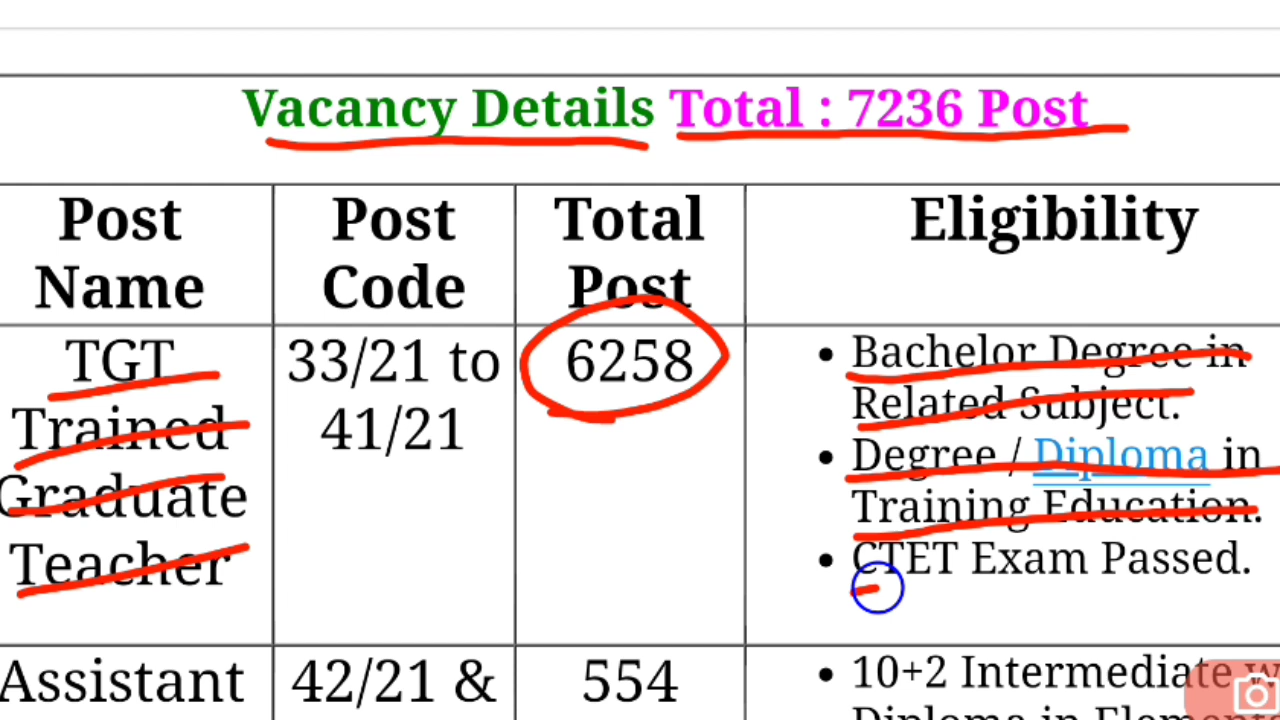 Vacancy Details Total : 7236 Post
Post Name
Post Code
Total Post
Eligibility
TGT
Trained
Graduate
Teacher
33/21 to
41/21
6258
• Bachelor Degree in
Related Subject.
• Degree / Diploma in
Training Education.
• CTET Exam Passed.
Assistant
42/21 &
554
• 10+2 Intermediate
Diploma in